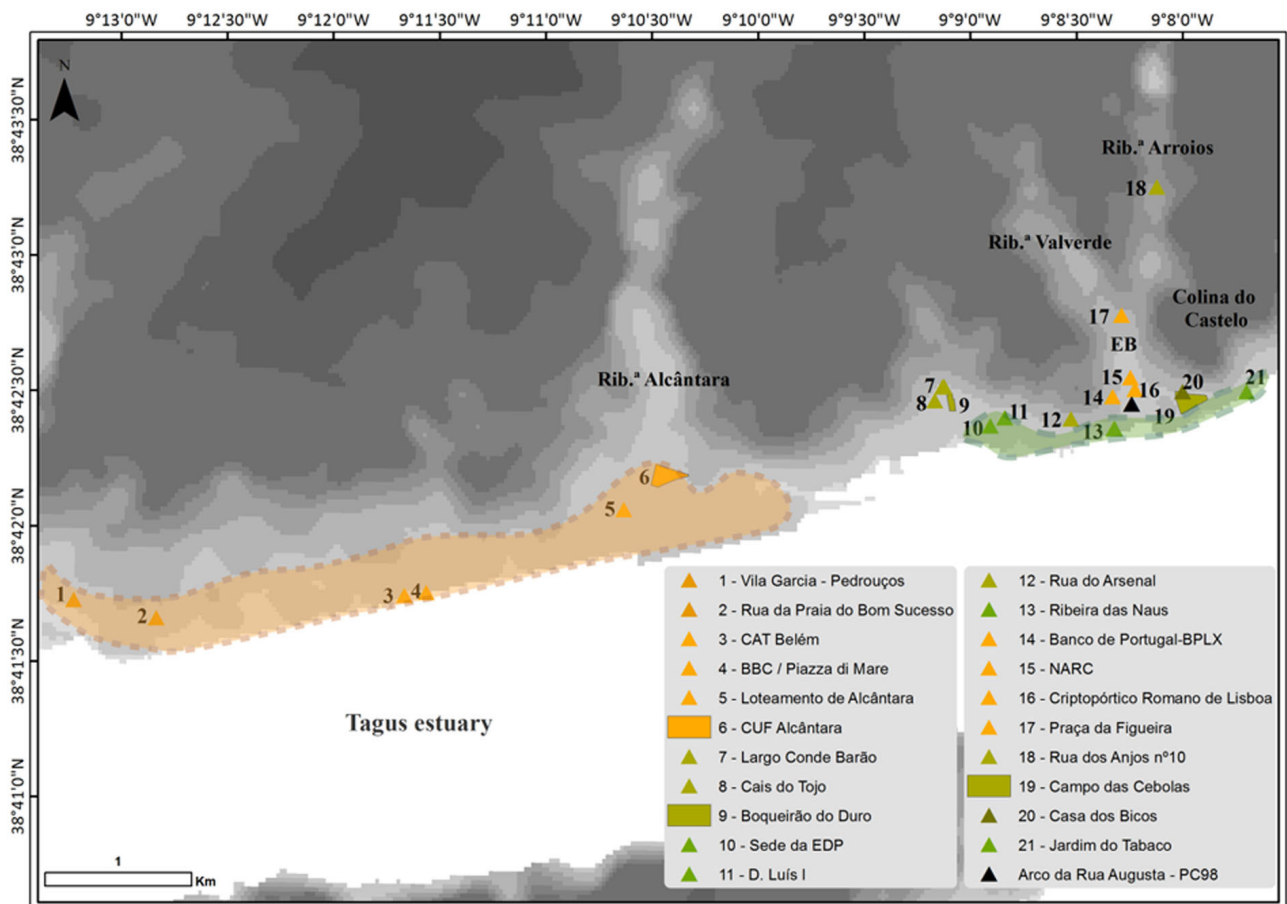 9°13'0"W 9°12'50"W 9°12'0"W 9°11'50"W 9°11'0"W 9°10'50"W 9°10'0"W 9°9'50"W 9°9'0"W 9°8'50"W 9°8'0"W
38°43'30"N
38°43'0"N
38°42'30"N
38°42'0"N
38°41'30"N
38°41'0"N
N
Rib.ª Arroios
18
Rib.ª Valverde
Colina do
Castelo
17
EB
Rib.ª Alcântara
15
16
14
20
21
7
8
9
10
11
12
13
19
6
5
1
2
3
4
Tagus estuary
1
Km
1 - Vila Garcia - Pedrouços
2 - Rua da Praia do Bom Sucesso
3 - CAT Belém
4 - BBC / Piazza di Mare
5 - Loteamento de Alcântara
6 - CUF Alcântara
7 - Largo Conde Barão
8 - Cais do Tojo
9 - Boqueirão do Duro
10 - Sede da EDP
11 - D. Luís I
12 - Rua do Arsenal
13 - Ribeira das Naus
14 - Banco de Portugal-BPLX
15 - NARC
16 - Criptopórtico Romano de Lisboa
17 - Praça da Figueira
18 - Rua dos Anjos nº10
19 - Campo das Cebolas
20 - Casa dos Bicos
21 - Jardim do Tabaco
Arco da Rua Augusta - PC98